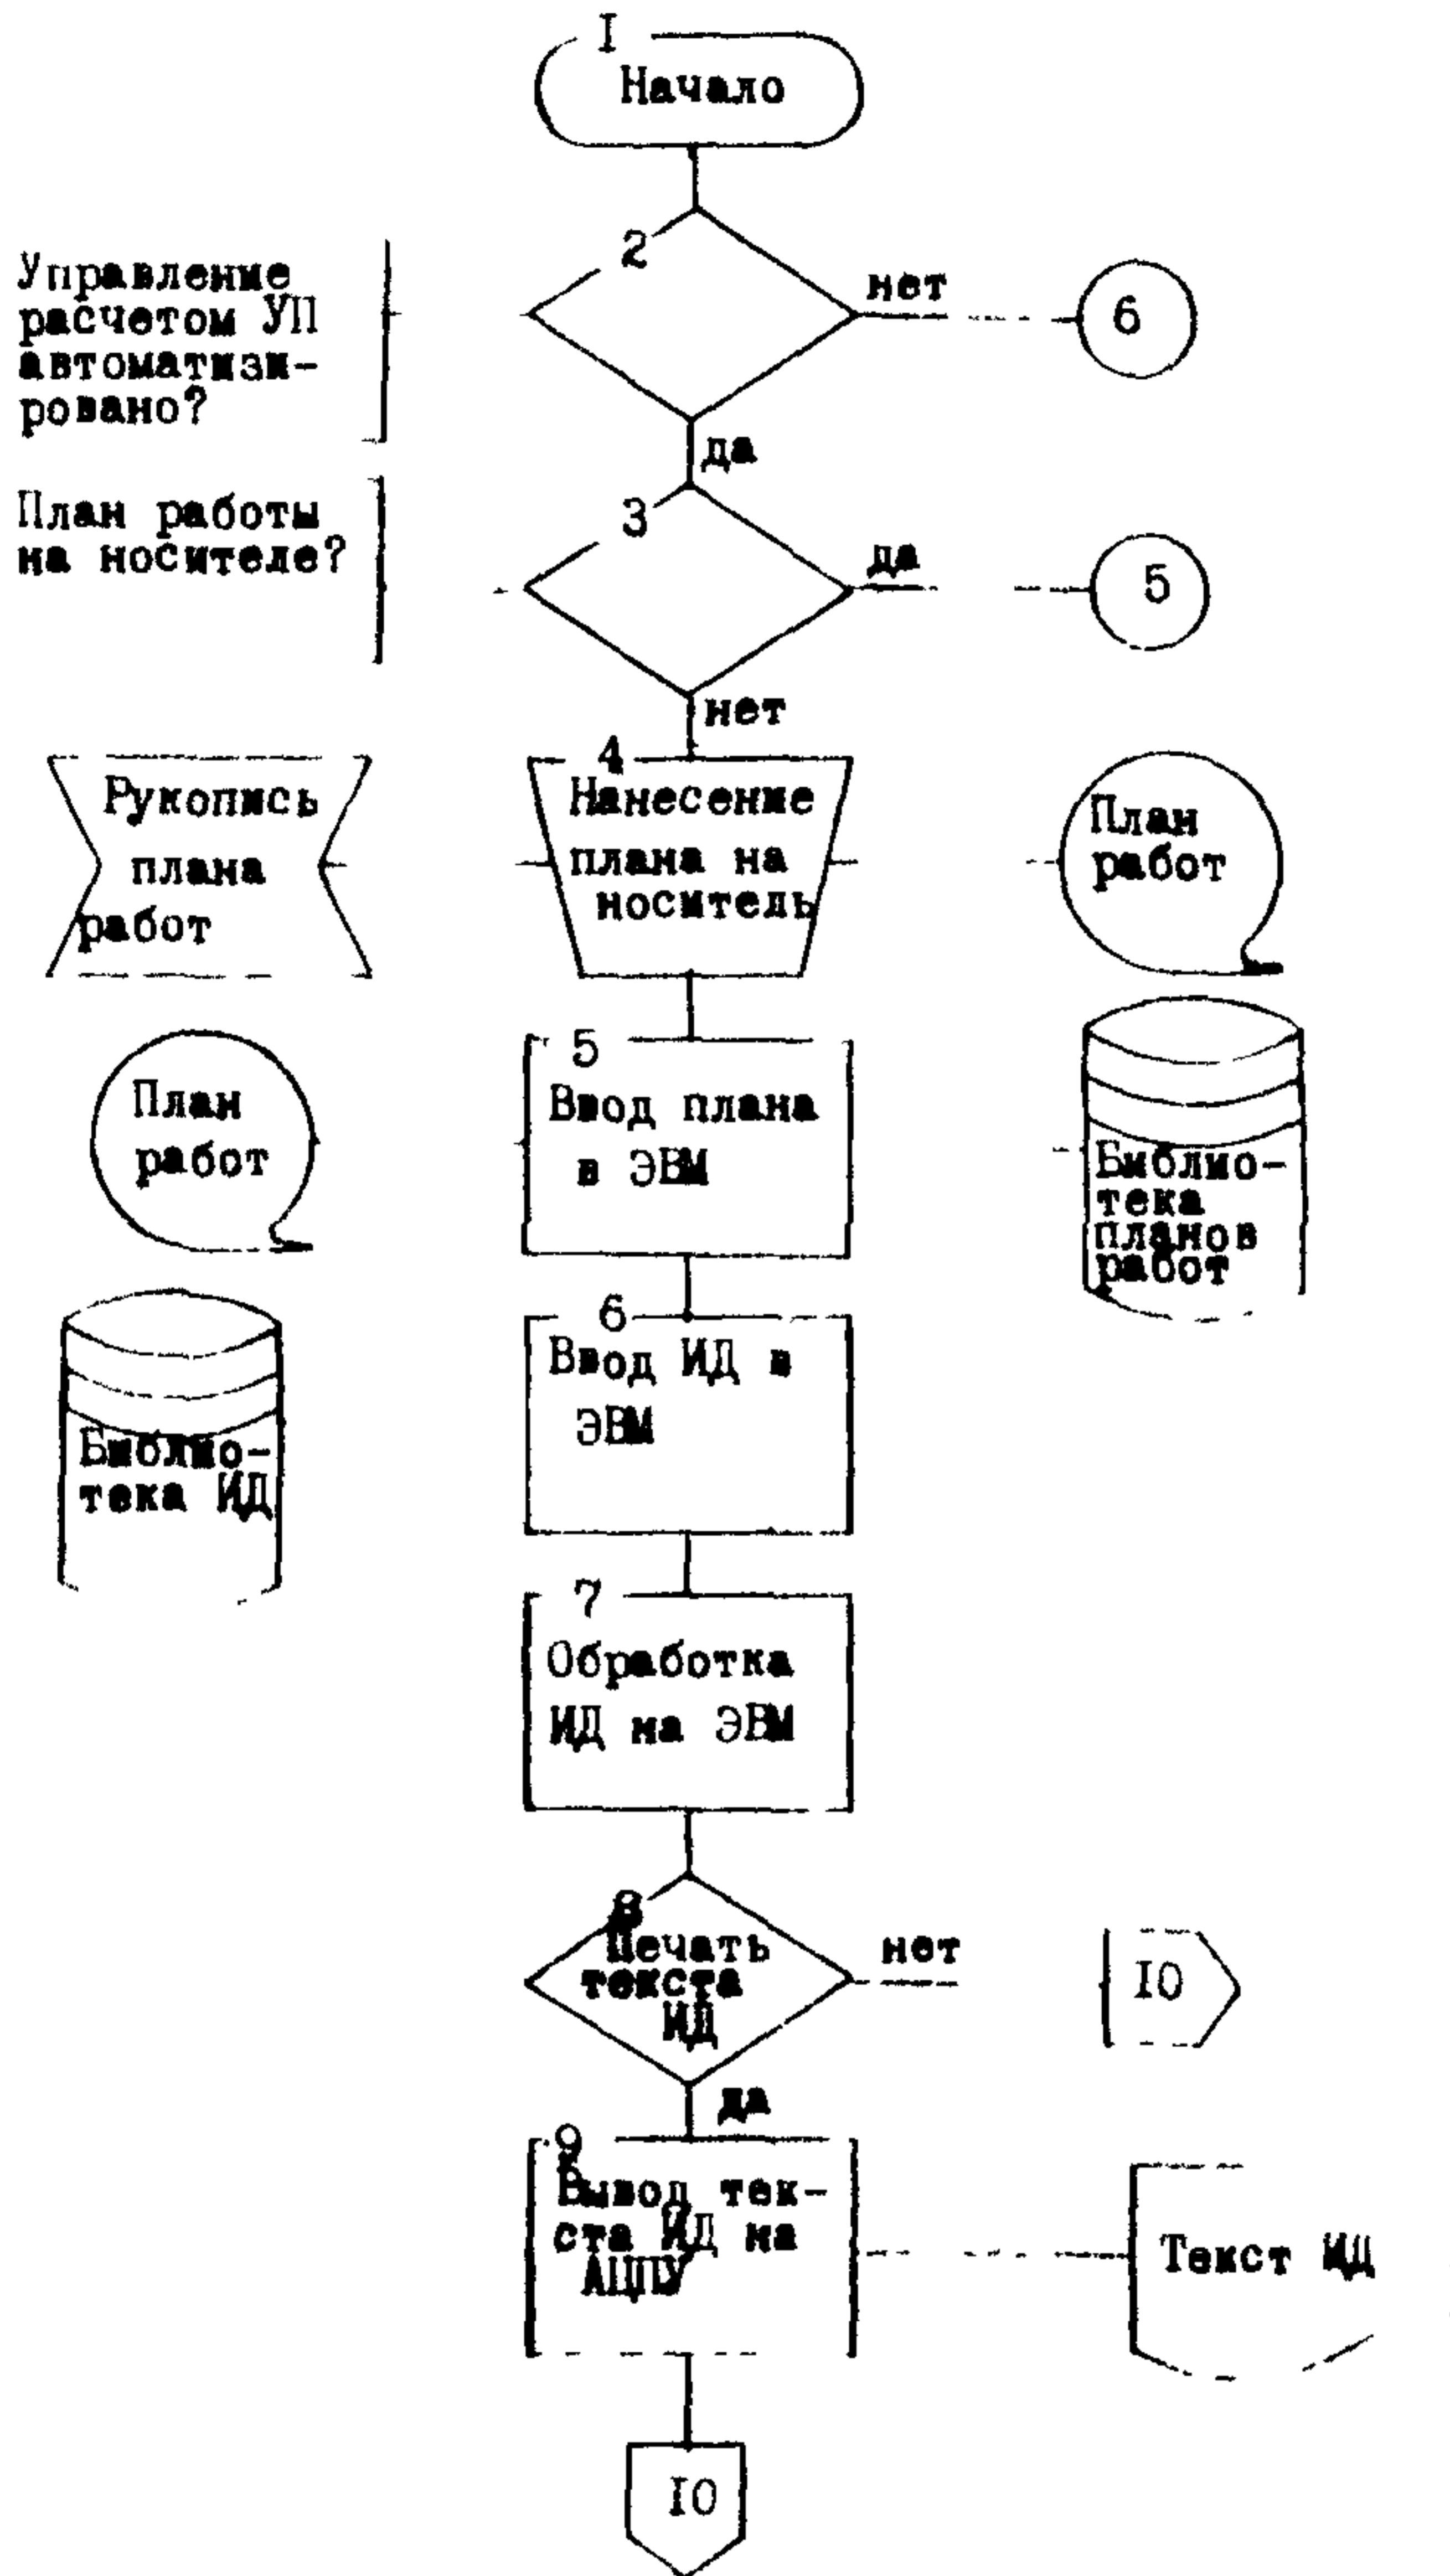 I
Начало
2
Управление
расчетом УП
автоматизи-
ровано?
нет
6
да
План работы
на носителе?
3
да
5
нет
Рукопись
плана
работ
4
Нанесение
плана на
носитель
План
работ
План
работ
5
Ввод плана
в ЭВМ
Библио-
тека
планов
работ
Библио-
тека ИД
6
Ввод ИД в
ЭВМ
7
Обработка
ИД на ЭВМ
8
Печать
текста
ИД
нет
IO
да
9
Вывод тек-
ста ИД на
АЦПУ
Текст ИД
IO